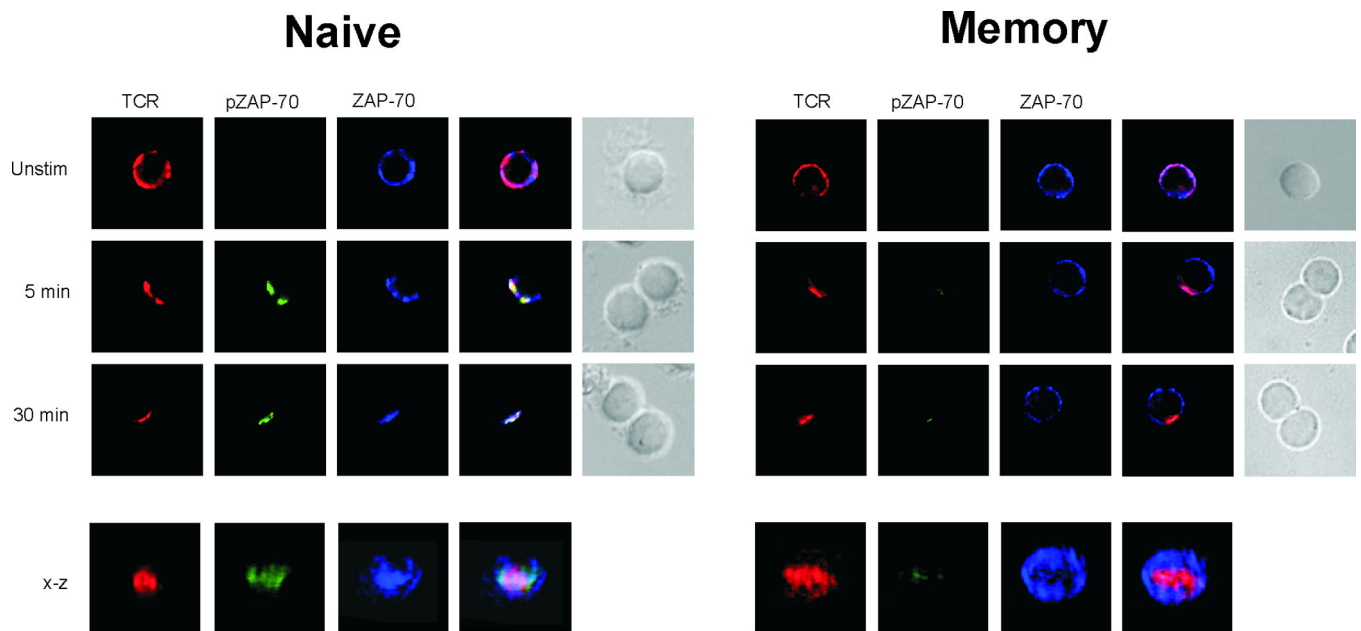 Naive
Memory
TCR pZAP-70 ZAP-70
TCR pZAP-70 ZAP-70
Unstim
5 min
30 min
x-z